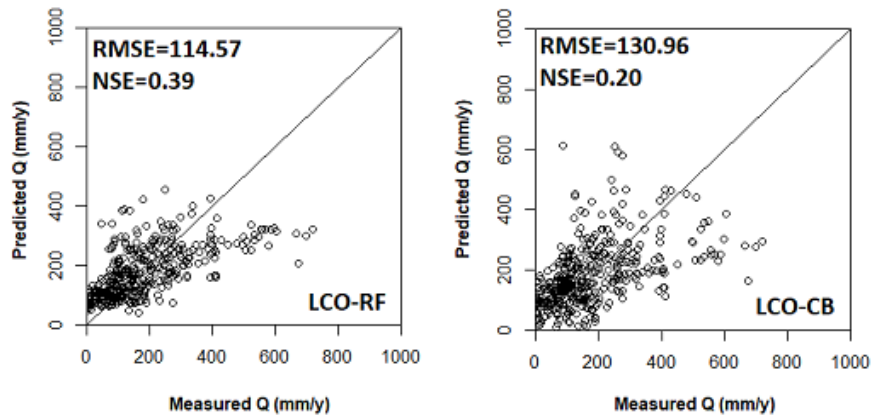 RMSE=114.57
NSE=0.39
1000
800
600
400
200
0
Predicted Q (mm/y)
LCO-RF
0 200 400 600 800 1000
Measured Q (mm/y)
RMSE=130.96
NSE=0.20
1000
800
600
400
200
0
Predicted Q (mm/y)
LCO-CB
0 200 400 600 800 1000
Measured Q (mm/y)